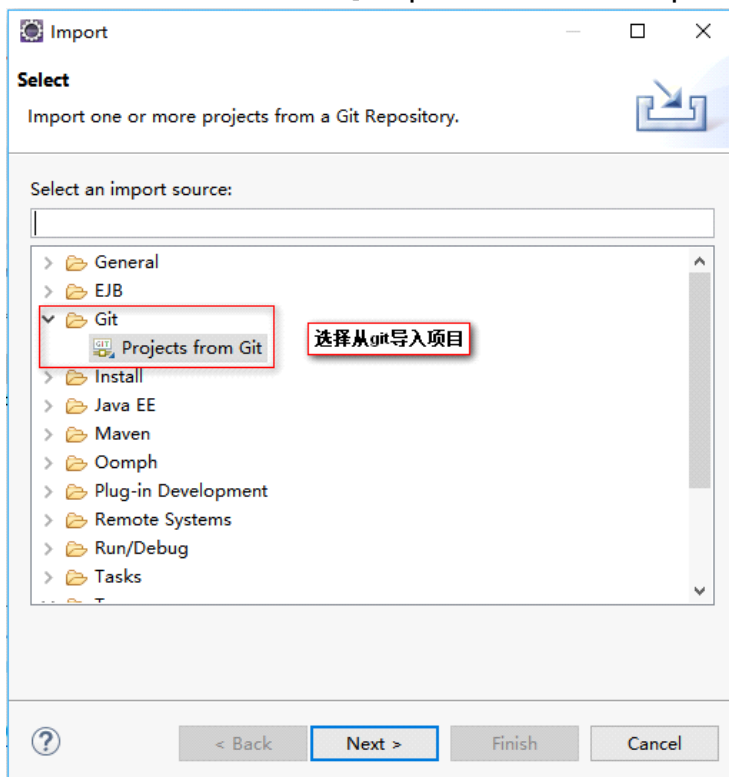 Import
Select
Import one or more projects from a Git Repository.
Select an import source:
General
EJB
Git
Projects from Git
选择从git导入项目
Install
Java EE
Maven
Oomph
Plug-in Development
Remote Systems
Run/Debug
Tasks
< Back
Next >
Finish
Cancel